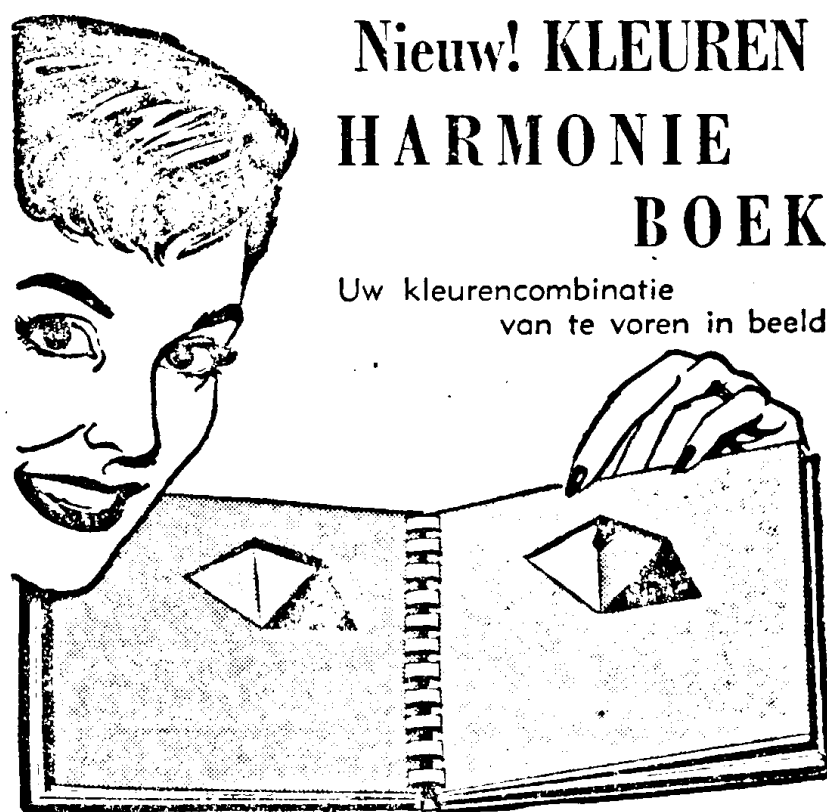 Nieuw! KLEUREN
HARMONIE
BOEK
Uw kleurencombinatie
van te voren in beeld